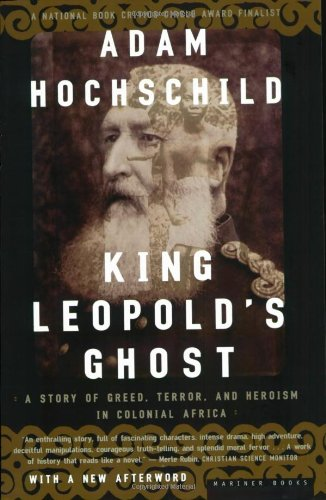 A NATIONAL BOOK CRITICS CIRCLE AWARD FINALIST
ADAM
HOCHSCHILD
KING
LEOPOLD'S
GHOST
A STORY OF GREED, TERROR, AND HEROISM
IN COLONIAL AFRICA
"An enthralling story, full of fascinating characters, intense drama, high adventure,
deceitful manipulations, courageous truth-telling, and splendid moral fervor . . . A work
of history that reads like a novel." — Merle Rubin, CHRISTIAN SCIENCE MONITOR
WITH A NEW AFTERWORD
MARINER BOOKS